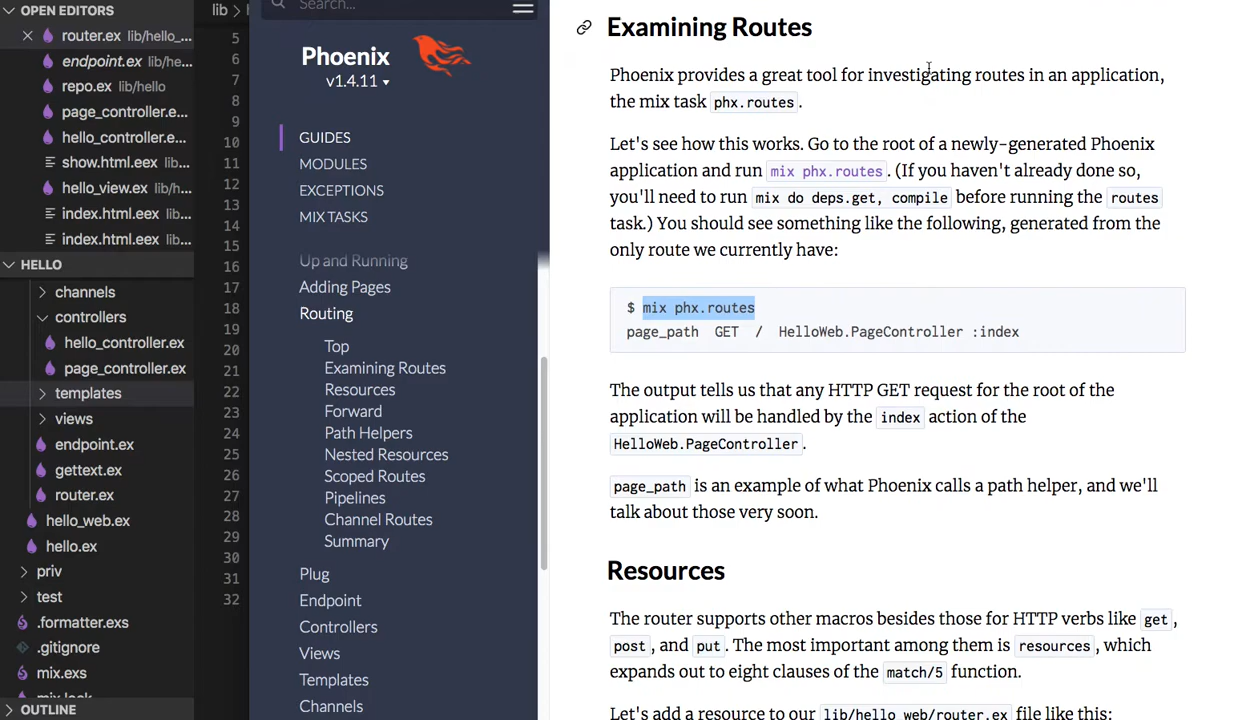 OPEN EDITORS
router.ex lib/hello_...
endpoint.ex lib/he...
repo.ex lib/hello
page_controller.e...
hello_controller.e...
show.html.eex lib...
hello_view.ex lib/h...
index.html.eex lib...
index.html.eex lib...
HELLO
channels
controllers
hello_controller.ex
page_controller.ex
templates
views
endpoint.ex
gettext.ex
router.ex
hello_web.ex
hello.ex
priv
test
.formatter.exs
.gitignore
mix.exs
mix.lock
OUTLINE
lib >
5
6
7
8
9
10
11
12
13
14
15
16
17
18
19
20
21
22
23
24
25
26
27
28
29
30
31
32
Search...
Phoenix
v1.4.11
GUIDES
MODULES
EXCEPTIONS
MIX TASKS
Up and Running
Adding Pages
Routing
Top
Examining Routes
Resources
Forward
Path Helpers
Nested Resources
Scoped Routes
Pipelines
Channel Routes
Summary
Plug
Endpoint
Controllers
Views
Templates
Channels
Examining Routes
Phoenix provides a great tool for investigating routes in an application,
the mix task phx.routes.
Let's see how this works. Go to the root of a newly-generated Phoenix
application and run mix phx.routes. (If you haven't already done so,
you'll need to run mix do deps.get, compile before running the routes
task.) You should see something like the following, generated from the
only route we currently have:
$ mix phx.routes
page_path GET / HelloWeb.PageController :index
The output tells us that any HTTP GET request for the root of the
application will be handled by the index action of the
HelloWeb.PageController.
page_path is an example of what Phoenix calls a path helper, and we'll
talk about those very soon.
Resources
The router supports other macros besides those for HTTP verbs like get,
post, and put. The most important among them is resources, which
expands out to eight clauses of the match/5 function.
Let's add a resource to our lib/hello_web/router.ex file like this: